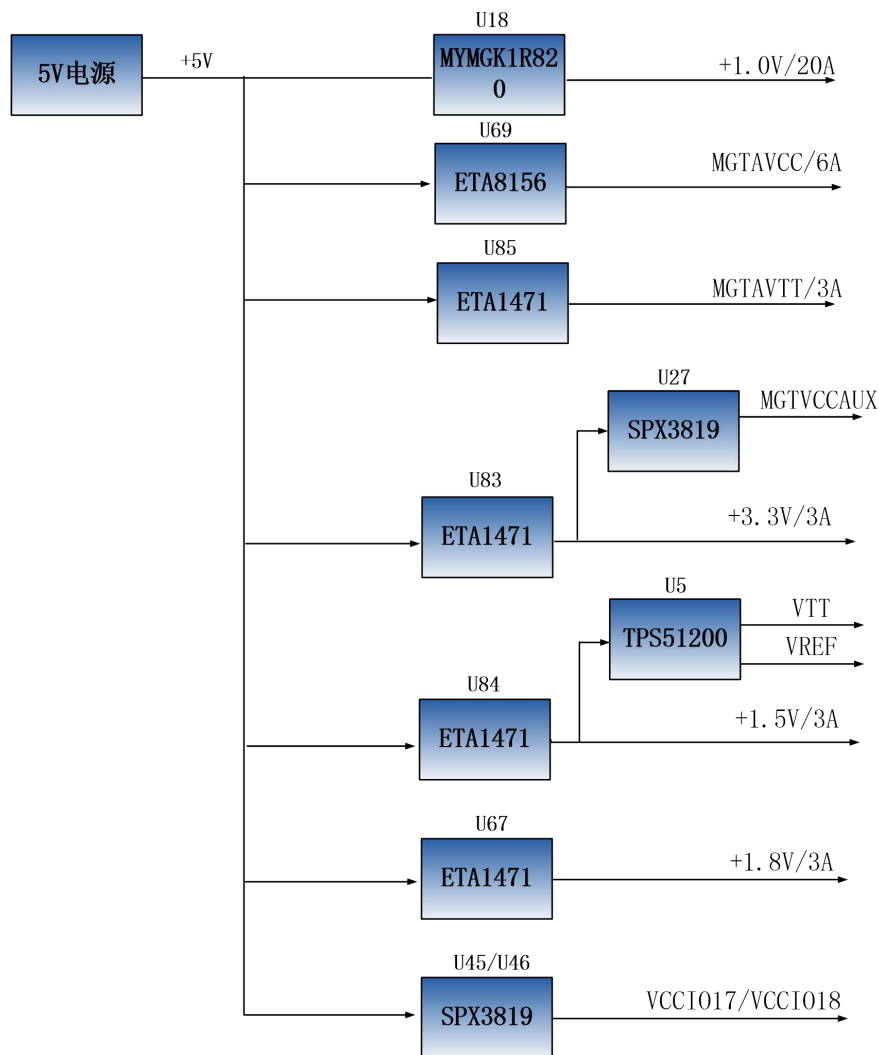 U18
5V电源
+5V
MYMGK1R82
0
+1.0V/20A
U69
ETA8156
MGTAVCC/6A
U85
ETA1471
MGTAVTT/3A
U27
SPX3819
MGTVCCAUX
U83
ETA1471
+3.3V/3A
U5
TPS51200
VTT
VREF
U84
ETA1471
+1.5V/3A
U67
ETA1471
+1.8V/3A
U45/U46
SPX3819
VCCIO17/VCCIO18